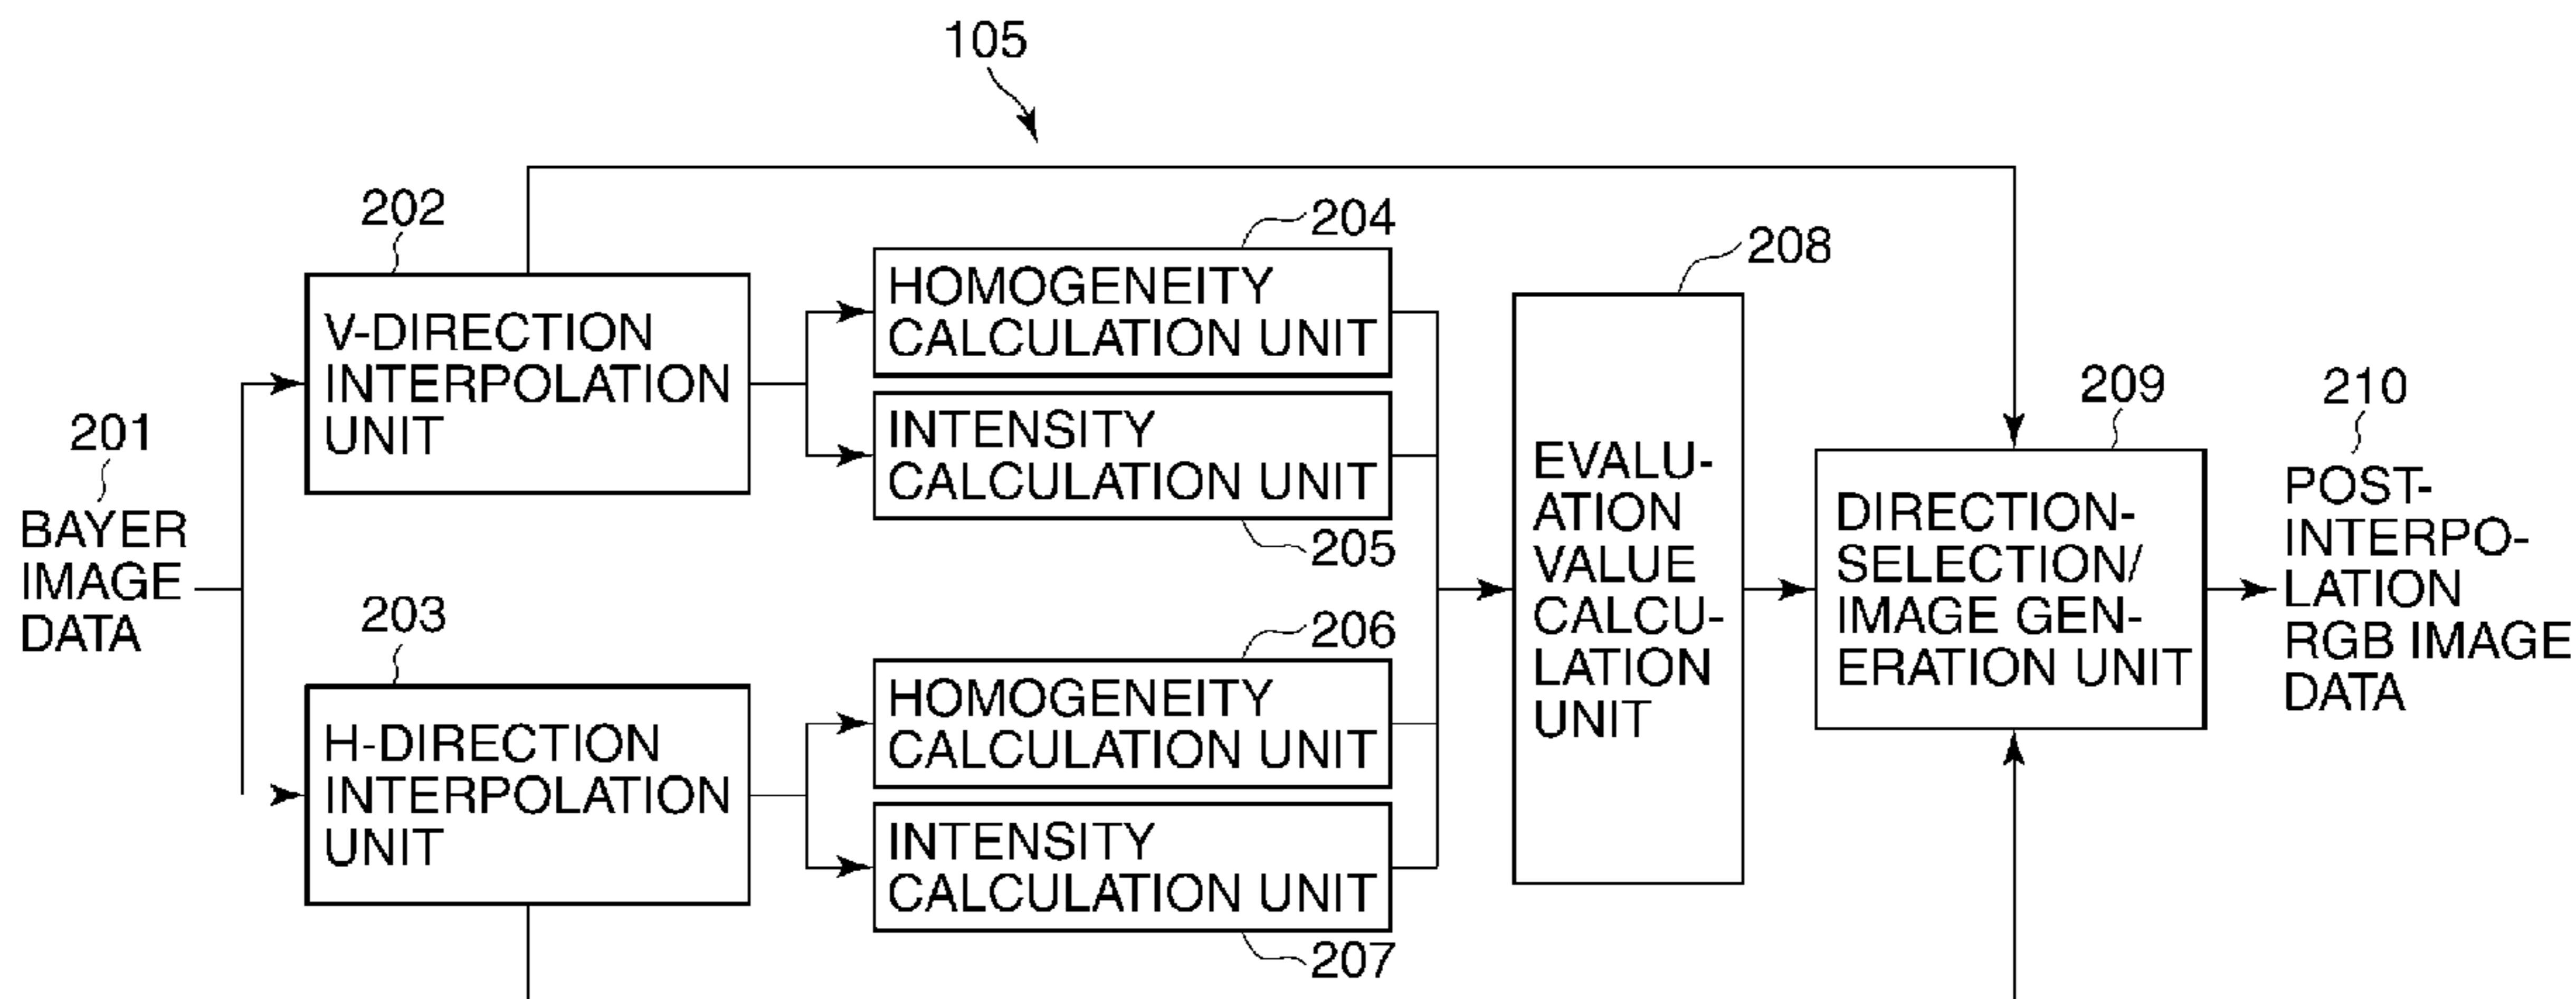 105
202
V-DIRECTION
INTERPOLATION
UNIT
204
HOMOGENEITY
CALCULATION UNIT
INTENSITY
CALCULATION UNIT
205
201
BAYER
IMAGE
DATA
203
H-DIRECTION
INTERPOLATION
UNIT
206
HOMOGENEITY
CALCULATION UNIT
INTENSITY
CALCULATION UNIT
207
208
EVALU-
ATION
VALUE
CALCU-
LATION
UNIT
209
DIRECTION-
SELECTION/
IMAGE GEN-
ERATION UNIT
210
POST-
INTERPO-
LATION
RGB IMAGE
DATA